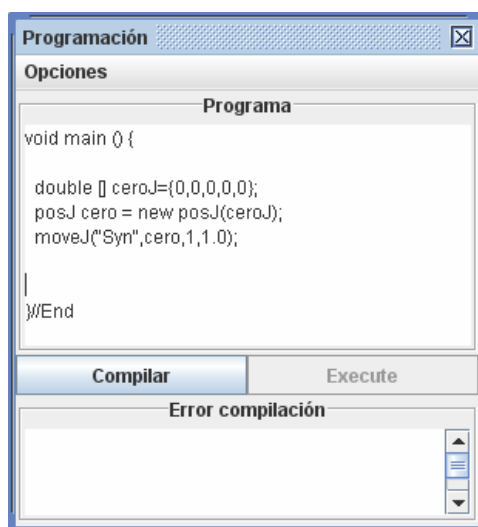 Programación
Opciones
Programa
void main () {
double [] ceroJ={0,0,0,0,0};
posJ cero = new posJ(ceroJ);
moveJ("Syn",cero,1,1.0);
}//End
Compilar Execute
Error compilación